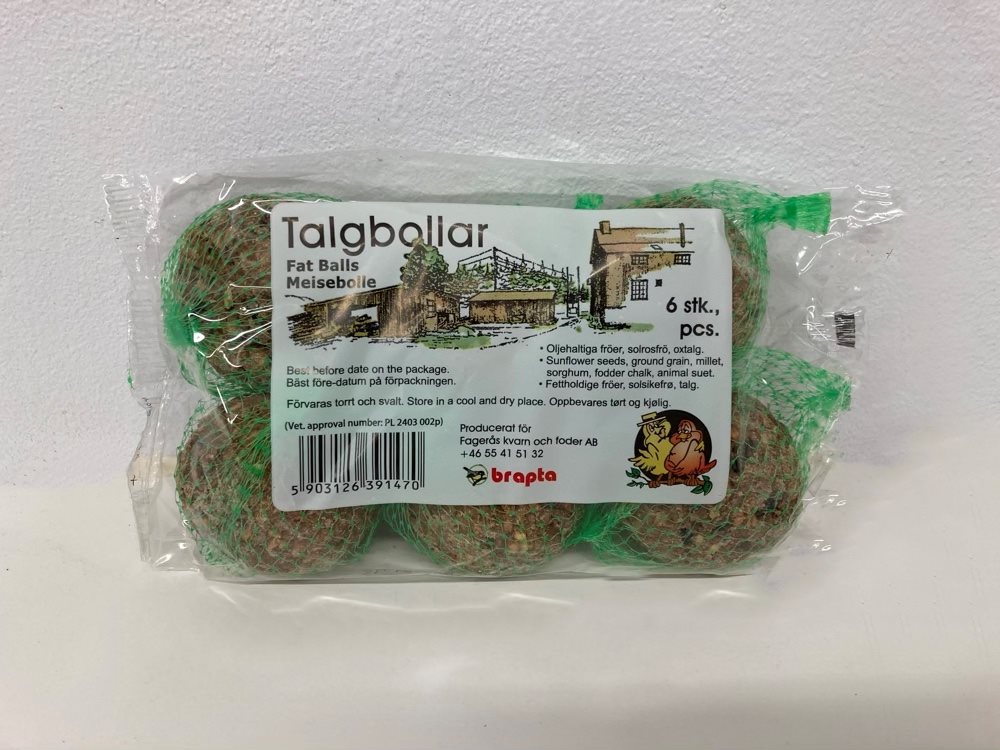 Talgbollar
Fat Balls
Meisebolle
6 stk.,
pcs.
• Oljehaltiga fröer, solrosfrö, oxtalg.
• Sunflower seeds, ground grain, millet,
sorghum, fodder chalk, animal suet.
• Fettholdige fröer, solsikefrø, talg.
Best before date on the package.
Bäst före-datum på förpackningen.
Förvaras torrt och svalt. Store in a cool and dry place. Oppbevares tørt og kjølig.
(Vet. approval number: PL 2403 002p)
5 903126 391470
Producerat för
Fagerås kvarn och foder AB
+46 55 41 51 32
brapta